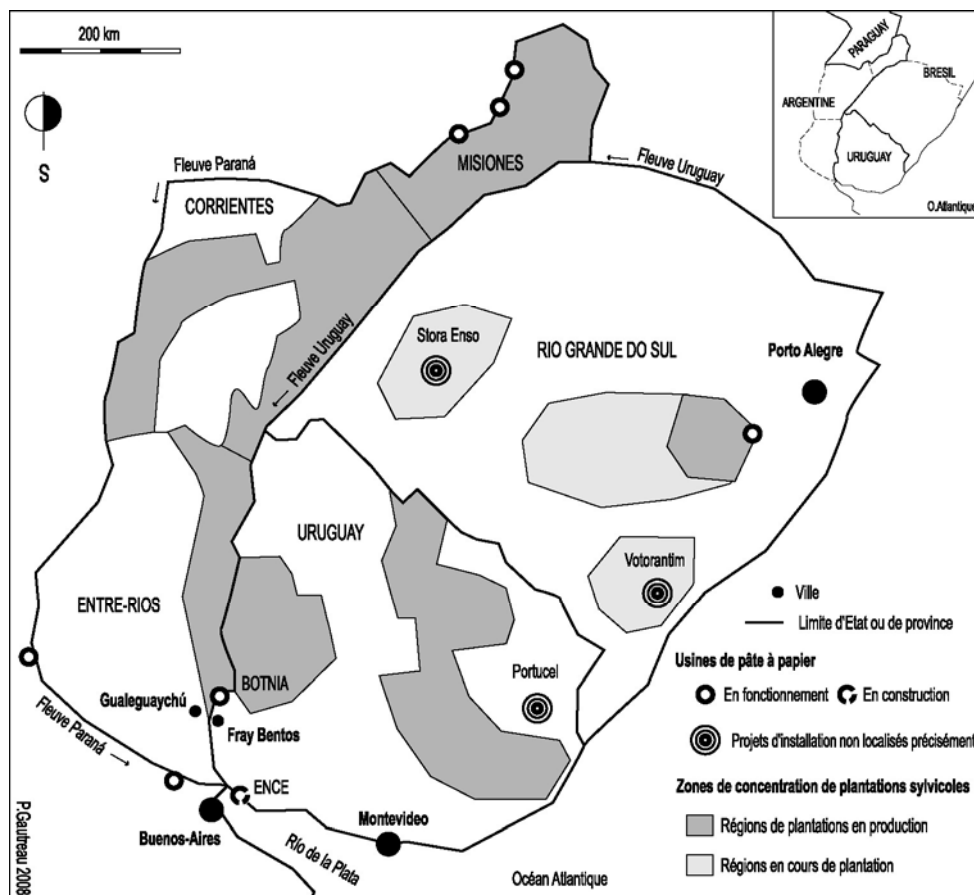 200 km
S
PARAGUAY
BRESIL
ARGENTINE
URUGUAY
O.Atlantique
MISIONES
Fleuve Paraná
Fleuve Uruguay
CORRIENTES
Fleuve Uruguay
Stora Enso
RIO GRANDE DO SUL
Porto Alegre
URUGUAY
Votorantim
ENTRE-RIOS
BOTNIA
Portucel
Gualeguaychú
Fray Bentos
Fleuve Paraná
ENCE
Buenos-Aires
Montevideo
Río de la Plata
Océan Atlantique
Ville
Limite d'Etat ou de province
Usines de pâte à papier
En fonctionnement
En construction
Projets d'installation non localisés précisément
Zones de concentration de plantations sylvicoles
Régions de plantations en production
Régions en cours de plantation
P.Gautreau 2008